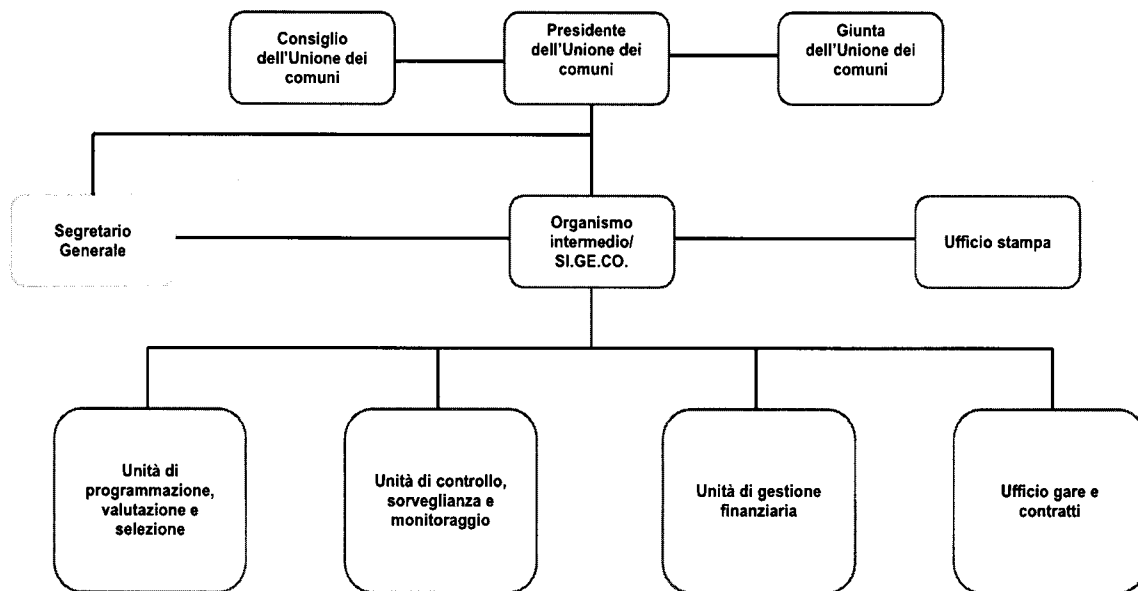 Consiglio
dell'Unione dei
comuni
Presidente
dell'Unione dei
comuni
Giunta
dell'Unione dei
comuni
Segretario
Generale
Organismo
intermedio/
SI.GE.CO.
Ufficio stampa
Unità di
programmazione,
valutazione e
selezione
Unità di controllo,
sorveglianza e
monitoraggio
Unità di gestione
finanziaria
Ufficio gare e
contratti